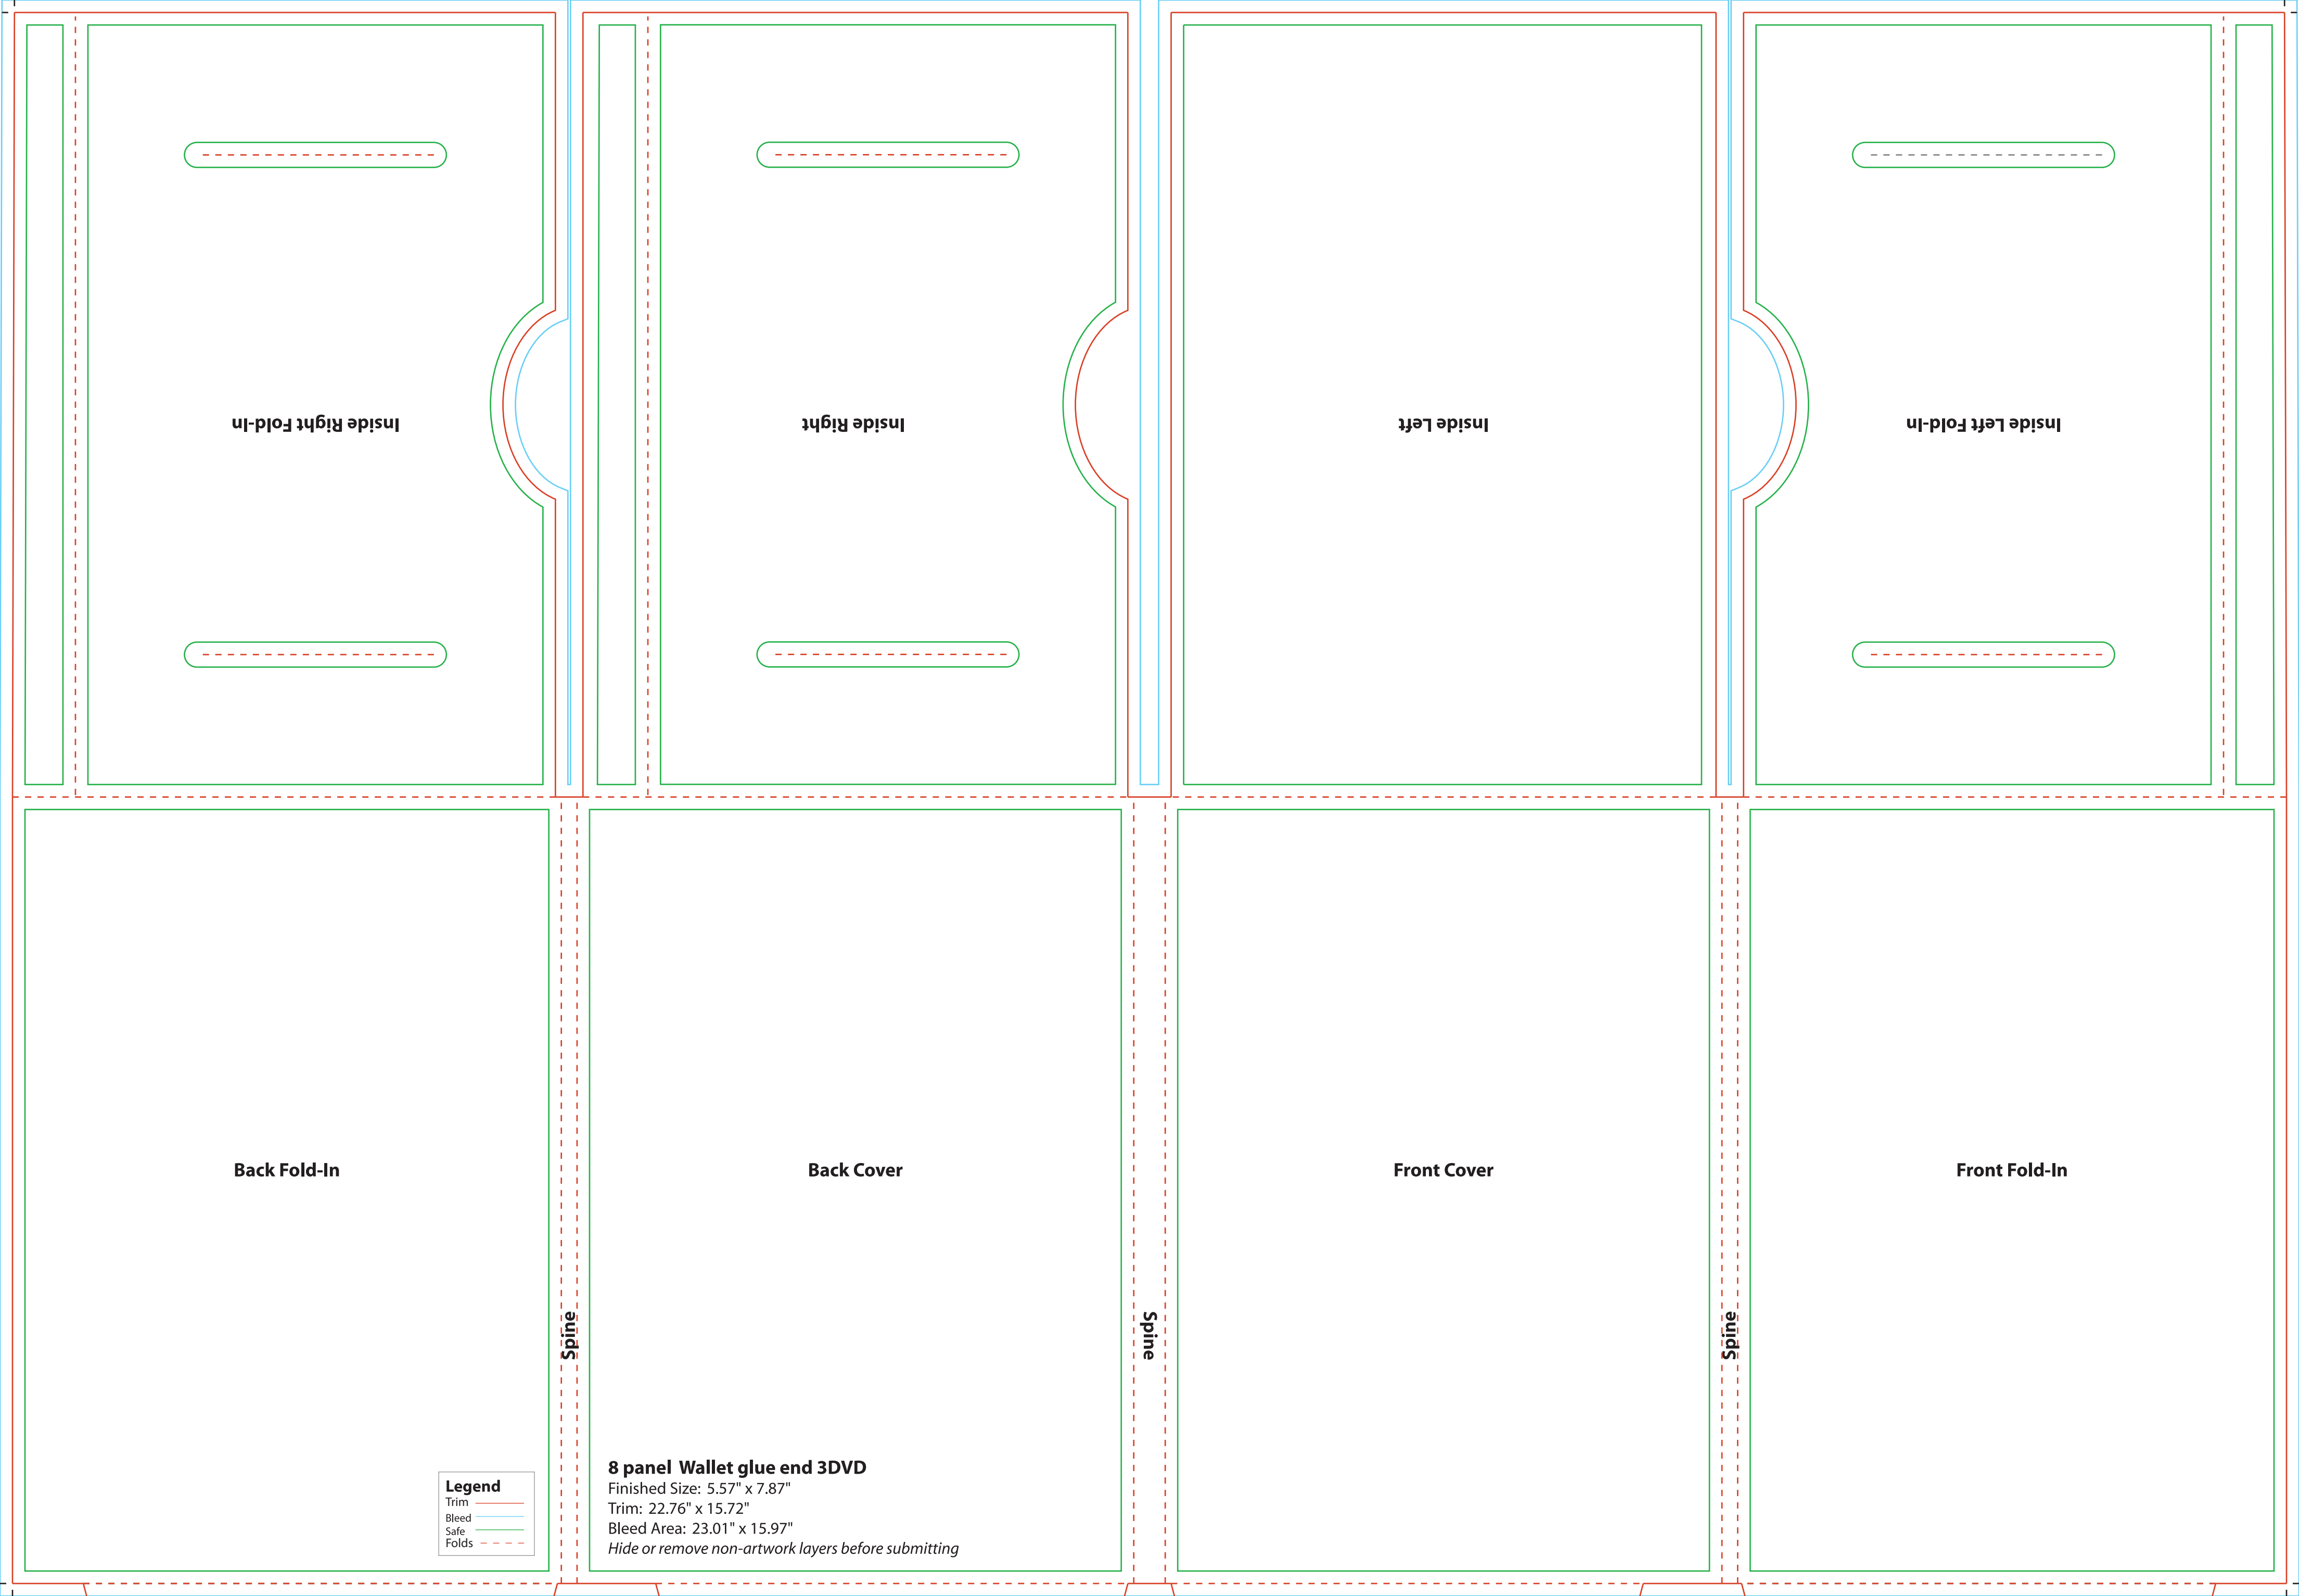 Inside Right Fold-In
Inside Right
Inside Left
Inside Left Fold-In
Back Fold-In
Back Cover
Front Cover
Front Fold-In
Spine
Spine
Spine
Legend
Trim
Bleed
Safe
Folds
8 panel Wallet glue end 3DVD
Finished Size: 5.57" x 7.87"
Trim: 22.76" x 15.72"
Bleed Area: 23.01" x 15.97"
Hide or remove non-artwork layers before submitting